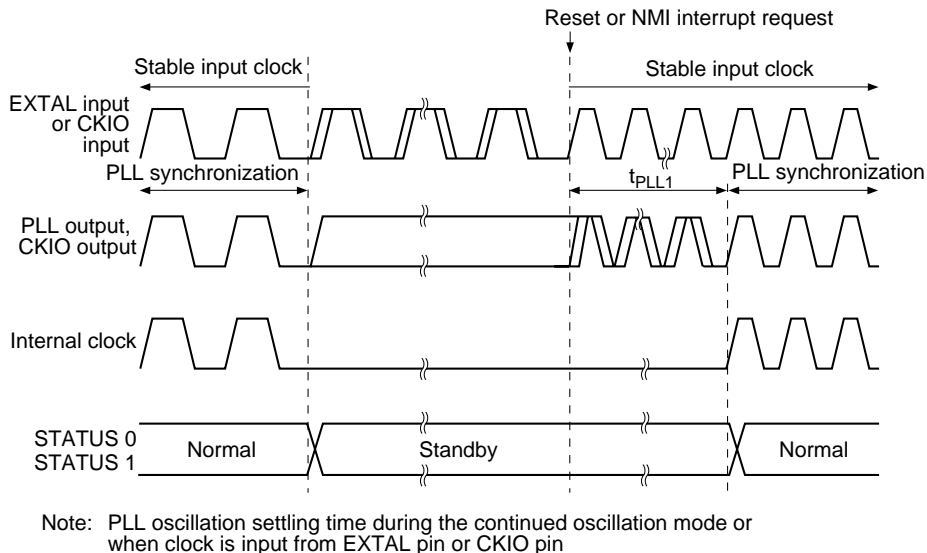 Reset or NMI interrupt request
Stable input clock
Stable input clock
EXTAL input
or CKIO
input
PLL synchronization
tPLL1
PLL synchronization
PLL output,
CKIO output
Internal clock
STATUS 0
STATUS 1
Normal
Standby
Normal
Note: PLL oscillation settling time during the continued oscillation mode or
when clock is input from EXTAL pin or CKIO pin